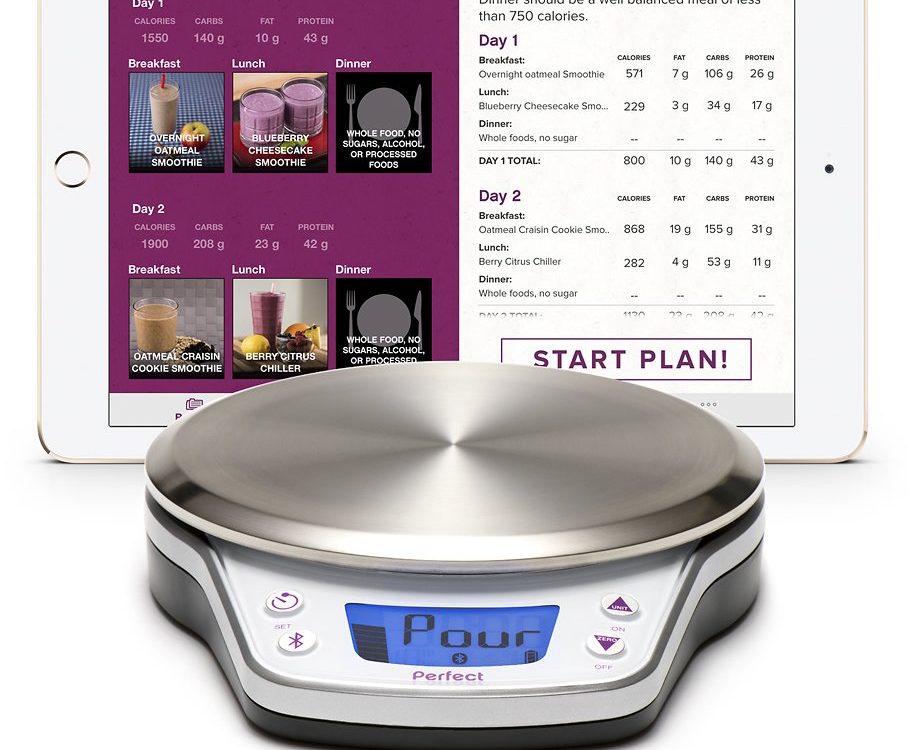 Day 1
CALORIES CARBS FAT PROTEIN
1550 140 g 10 g 43 g
Breakfast Lunch Dinner
OVERNIGHT
OATMEAL
SMOOTHIE
BLUEBERRY
CHEESECAKE
SMOOTHIE
WHOLE FOOD, NO
SUGARS, ALCOHOL,
OR PROCESSED
FOODS
Day 2
CALORIES CARBS FAT PROTEIN
1900 208 g 23 g 42 g
Breakfast Lunch Dinner
OATMEAL CRAISIN
COOKIE SMOOTHIE
BERRY CITRUS
CHILLER
WHOLE FOOD, NO
SUGARS, ALCOHOL,
OR PROCESSED
Dinner should be a well balanced meal of less
than 750 calories.
Day 1
CALORIES FAT CARBS PROTEIN
Breakfast:
Overnight oatmeal Smoothie 571 7 g 106 g 26 g
Lunch:
Blueberry Cheesecake Smo... 229 3 g 34 g 17 g
Dinner:
Whole foods, no sugar -- -- -- --
DAY 1 TOTAL: 800 10 g 140 g 43 g
Day 2
CALORIES FAT CARBS PROTEIN
Breakfast:
Oatmeal Craisin Cookie Smo.. 868 19 g 155 g 31 g
Lunch:
Berry Citrus Chiller 282 4 g 53 g 11 g
Dinner:
Whole foods, no sugar -- -- -- --
DAY 2 TOTAL: 1130 23 g 208 g 42 g
START PLAN!
SET
Pour
UNIT
ON
ZERO
OFF
Perfect